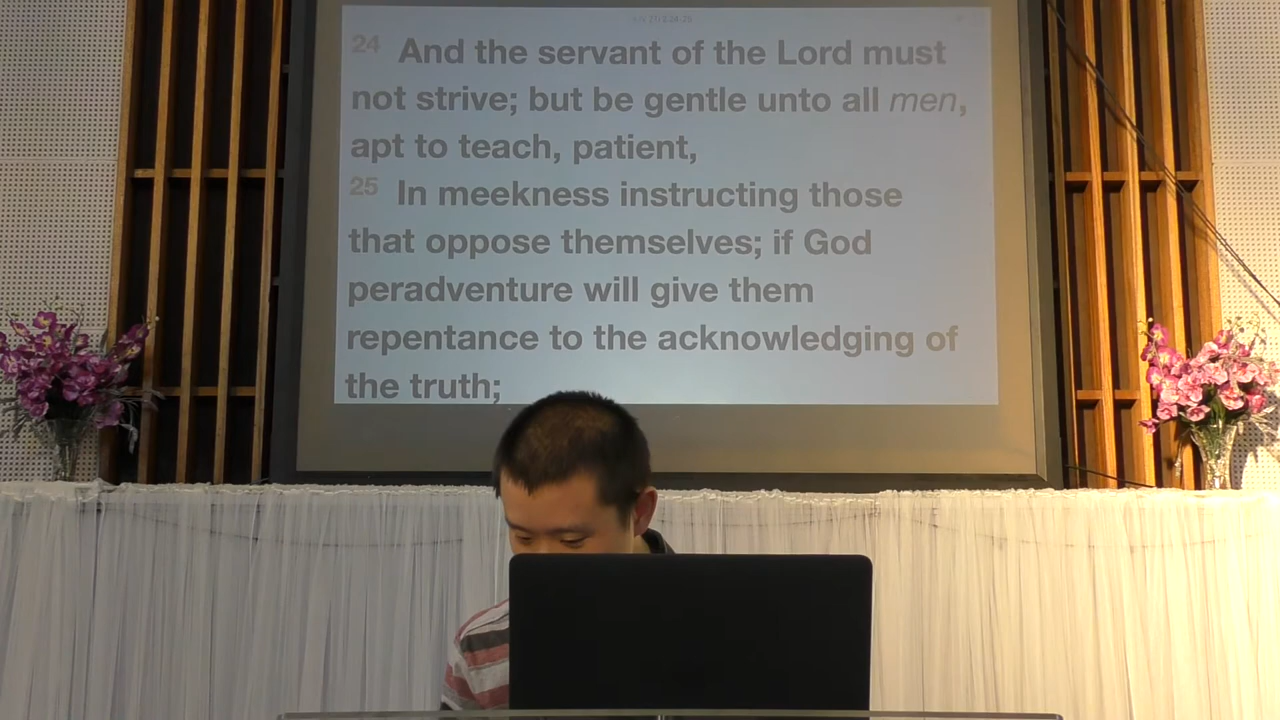 24 And the servant of the Lord must
not strive; but be gentle unto all men,
apt to teach, patient,
25 In meekness instructing those
that oppose themselves; if God
peradventure will give them
repentance to the acknowledging of
the truth;